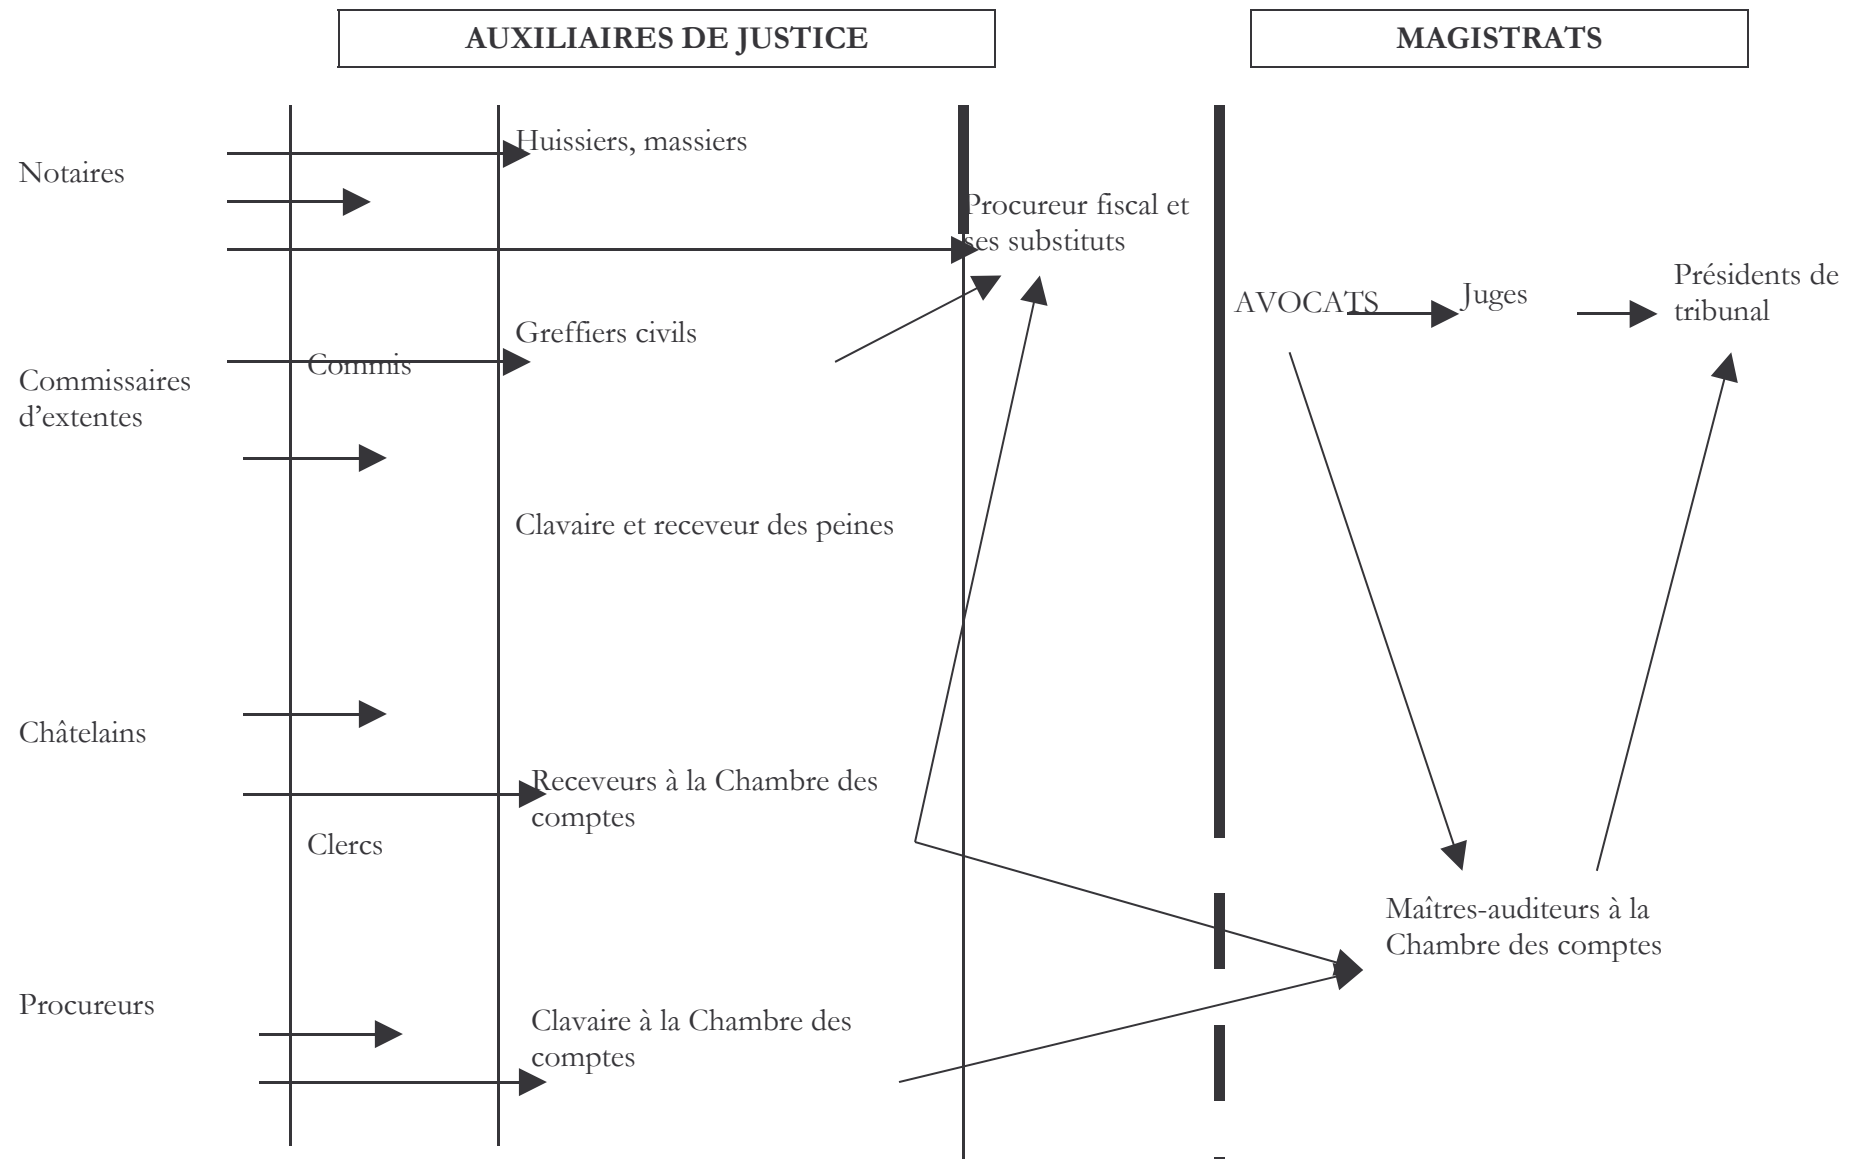 AUXILIAIRES DE JUSTICE
MAGISTRATS
Notaires
Commissaires
d’extentes
Châtelains
Procureurs
Commis
Clercs
Huissiers, massiers
Greffiers civils
Clavaire et receveur des peines
Receveurs à la Chambre des
comptes
Clavaire à la Chambre des
comptes
Procureur fiscal et
ses substituts
AVOCATS
Juges
Présidents de
tribunal
Maîtres-auditeurs à la
Chambre des comptes